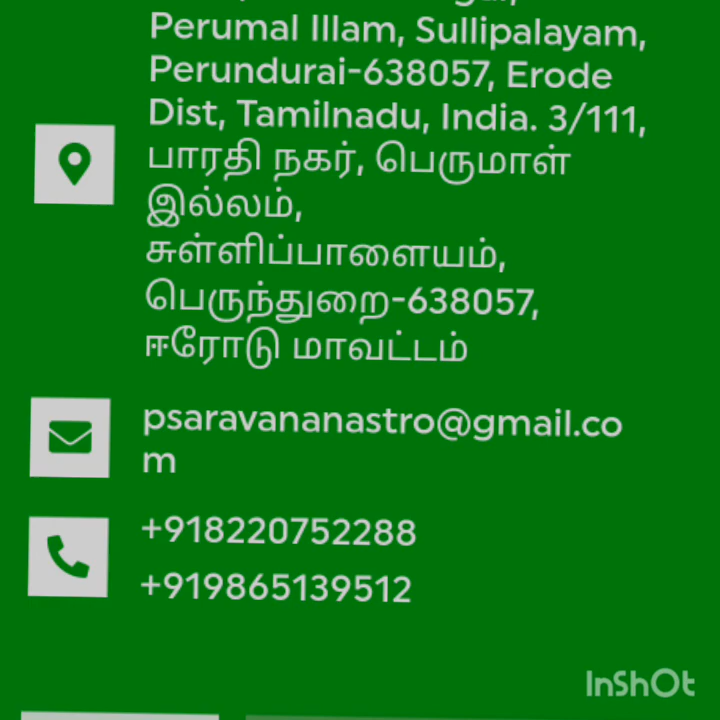 Perumal Illam, Sullipalayam,
Perundurai-638057, Erode
Dist, Tamilnadu, India. 3/111,
பாரதி நகர், பெருமாள்
இல்லம்,
சுள்ளிப்பாளையம்,
பெருந்துறை-638057,
ஈரோடு மாவட்டம்
psaravananastro@gmail.co
m
+918220752288
+919865139512
InShOt